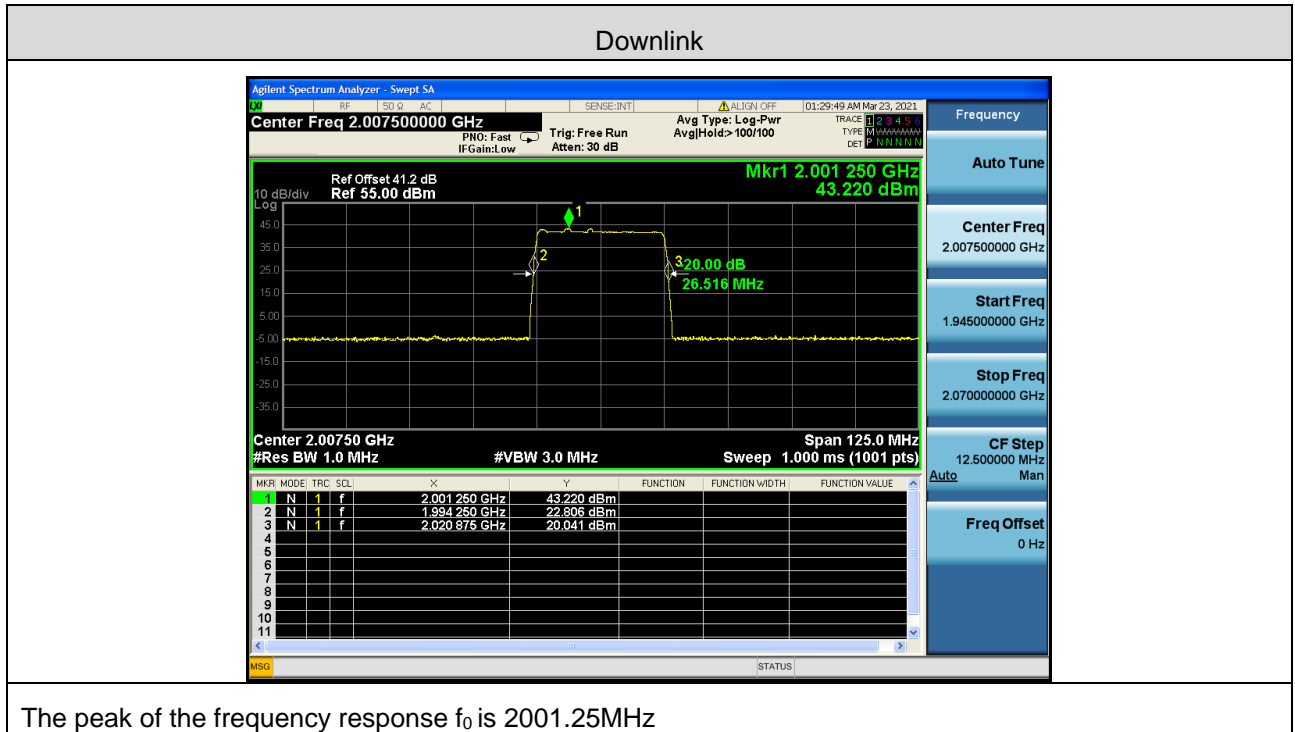 Downlink
Agilent Spectrum Analyzer - Swept SA
LXI RF 50 Ω AC SENSE:INT ALIGN OFF 01:29:49 AM Mar 23, 2021
Center Freq 2.007500000 GHz
PNO: Fast
IFGain:Low
Trig: Free Run
Atten: 30 dB
Avg Type: Log-Pwr
Avg|Hold:>100/100
TRACE 1 2 3 4 5 6
TYPE M
DET P N N N N N
Mkr1 2.001 250 GHz
43.220 dBm
Ref Offset 41.2 dB
10 dB/div Ref 55.00 dBm
Log
1
45.0
35.0
2
3
-20.00 dB
25.0
26.516 MHz
15.0
5.00
-5.00
-15.0
-25.0
-35.0
Center 2.00750 GHz Span 125.0 MHz
#Res BW 1.0 MHz #VBW 3.0 MHz Sweep 1.000 ms (1001 pts)
MKR MODE TRC SCL X Y FUNCTION FUNCTION WIDTH FUNCTION VALUE
1 N 1 f 2.001 250 GHz 43.220 dBm
2 N 1 f 1.994 250 GHz 22.806 dBm
3 N 1 f 2.020 875 GHz 20.041 dBm
4
5
6
7
8
9
10
11
MSG STATUS
Frequency
Auto Tune
Center Freq
2.007500000 GHz
Start Freq
1.945000000 GHz
Stop Freq
2.070000000 GHz
CF Step
12.500000 MHz
Auto Man
Freq Offset
0 Hz
The peak of the frequency response f0 is 2001.25MHz